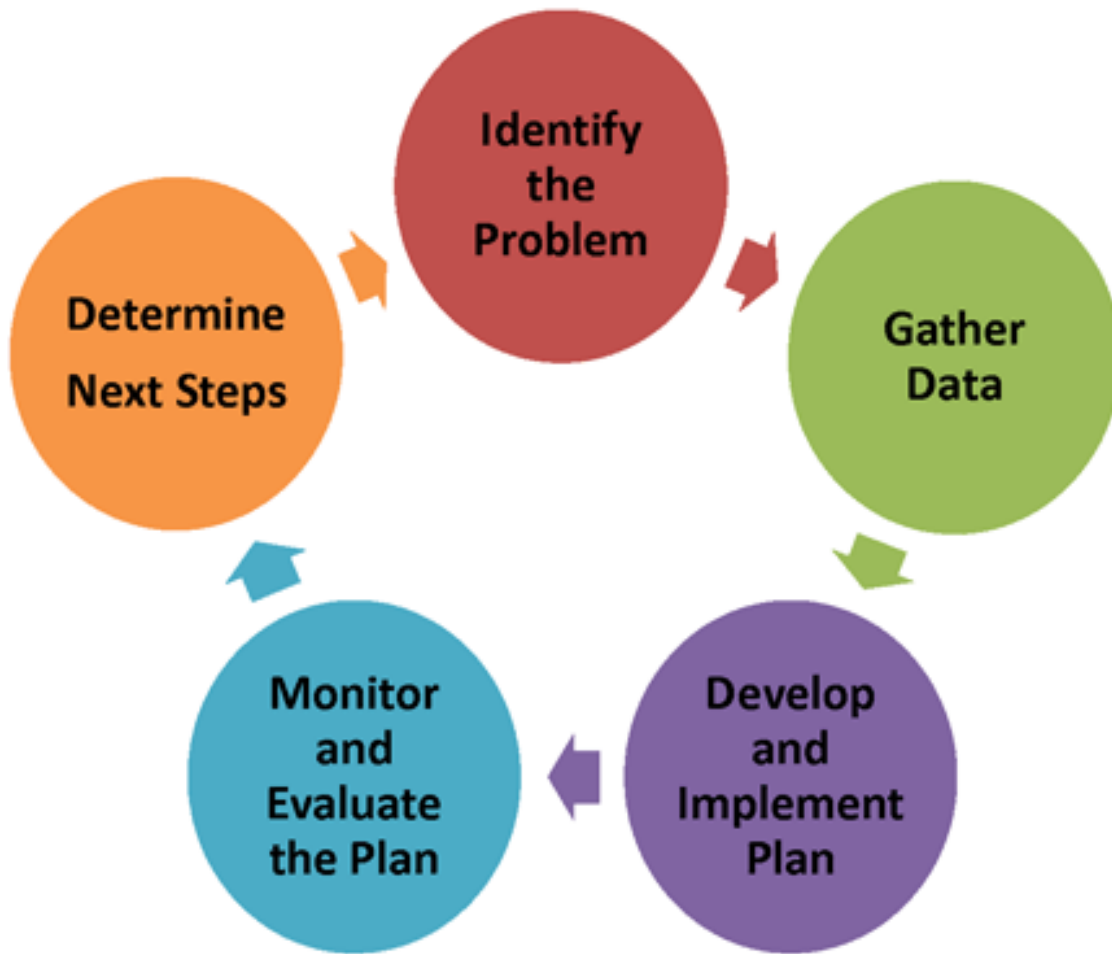 Identify
the
Problem
Gather
Data
Develop
and
Implement
Plan
Monitor
and
Evaluate
the Plan
Determine
Next Steps